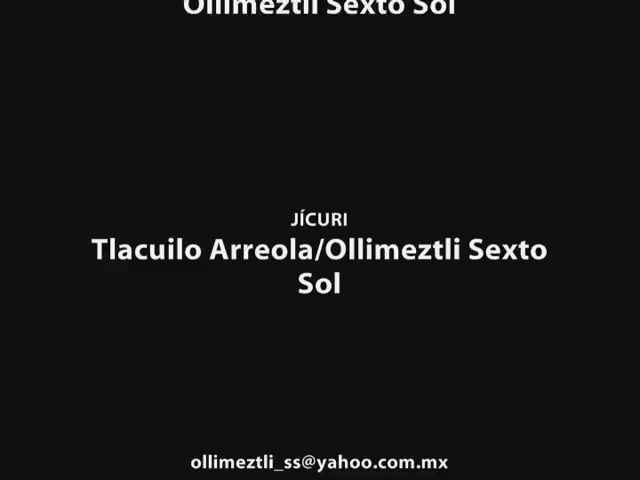 Ollimeztli Sexto Sol
JÍCURI
Tlacuilo Arreola/Ollimeztli Sexto
Sol
ollimeztli_ss@yahoo.com.mx